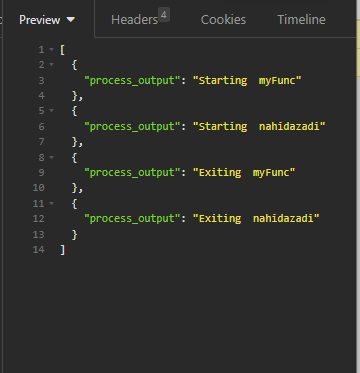 Preview Headers 4 Cookies Timeline
1 [
2 {
3 "process_output": "Starting  myFunc"
4 },
5 {
6 "process_output": "Starting  nahidazadi"
7 },
8 {
9 "process_output": "Exiting  myFunc"
10 },
11 {
12 "process_output": "Exiting  nahidazadi"
13 }
14 ]